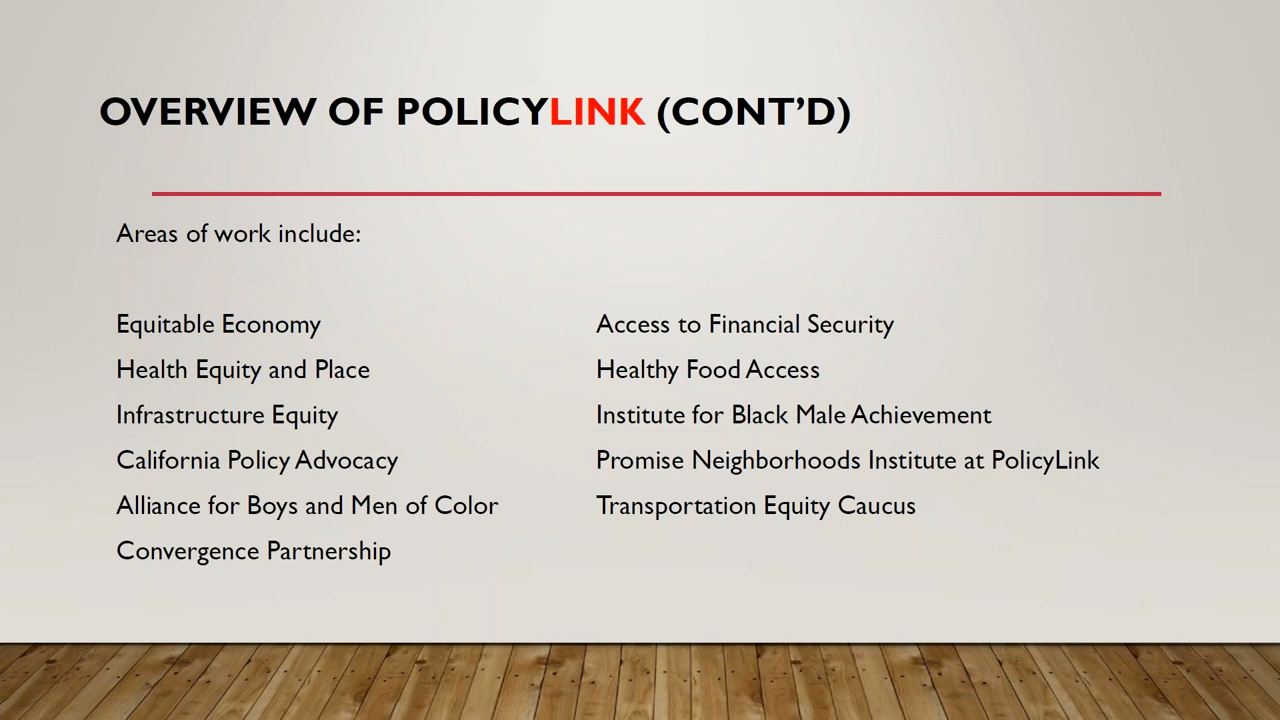 OVERVIEW OF POLICYLINK (CONT’D)
Areas of work include:
Equitable Economy
Health Equity and Place
Infrastructure Equity
California Policy Advocacy
Alliance for Boys and Men of Color
Convergence Partnership
Access to Financial Security
Healthy Food Access
Institute for Black Male Achievement
Promise Neighborhoods Institute at PolicyLink
Transportation Equity Caucus